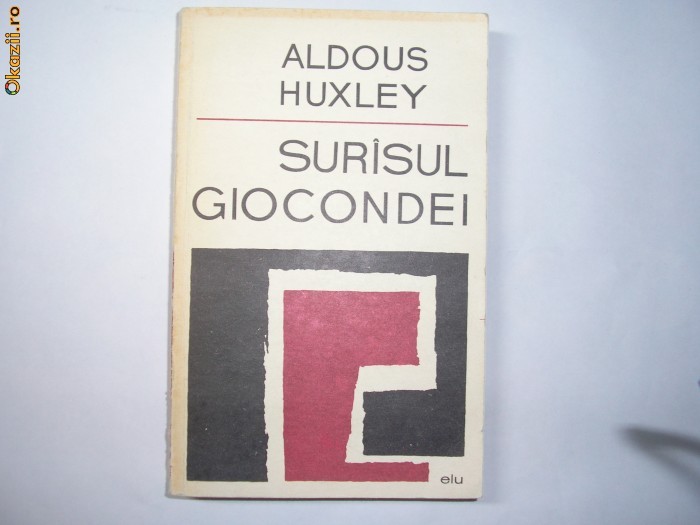 Okazii.ro
ALDOUS
HUXLEY
SURÎSUL
GIOCONDEI
elu